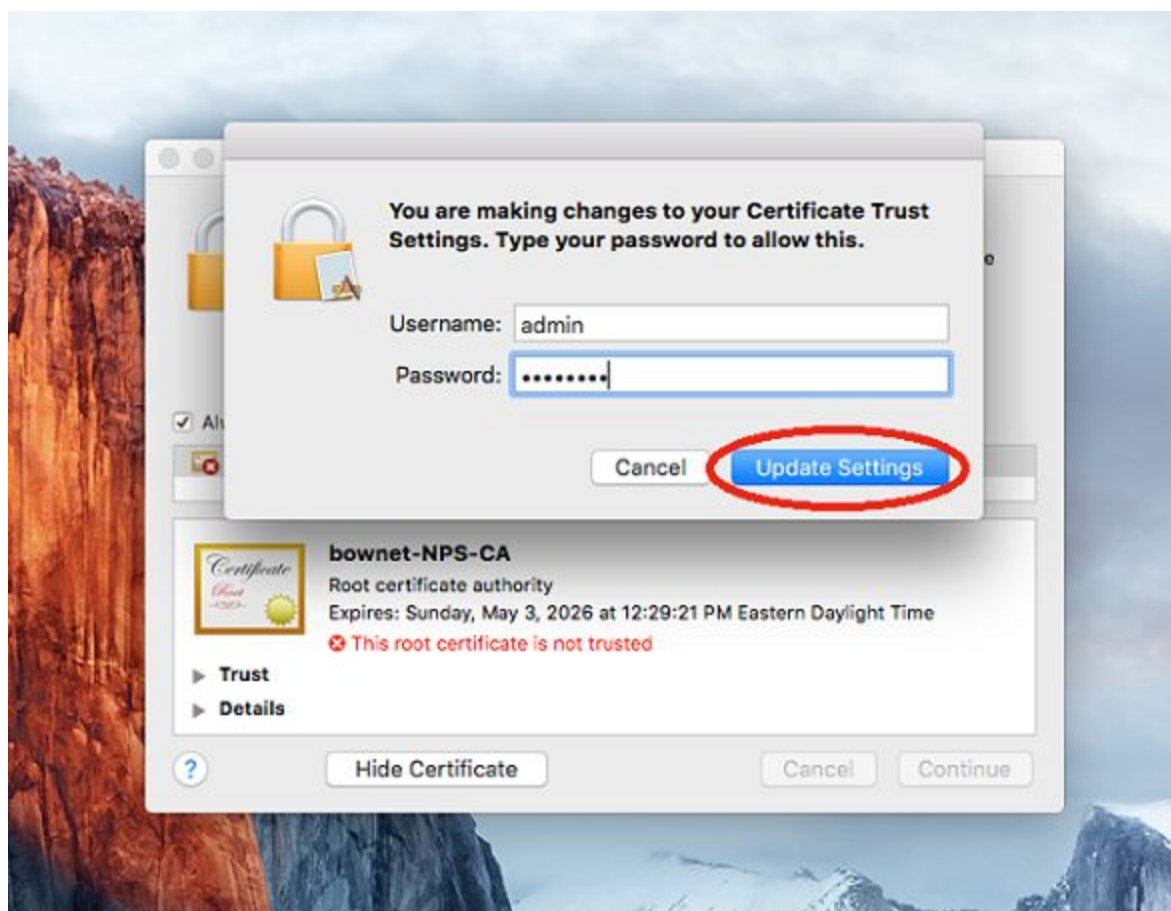 You are making changes to your Certificate Trust
Settings. Type your password to allow this.
Username: admin
Password: ••••••••
Cancel
Update Settings
bownet-NPS-CA
Certificate
Root
Root certificate authority
Expires: Sunday, May 3, 2026 at 12:29:21 PM Eastern Daylight Time
This root certificate is not trusted
Trust
Details
?
Hide Certificate
Cancel
Continue